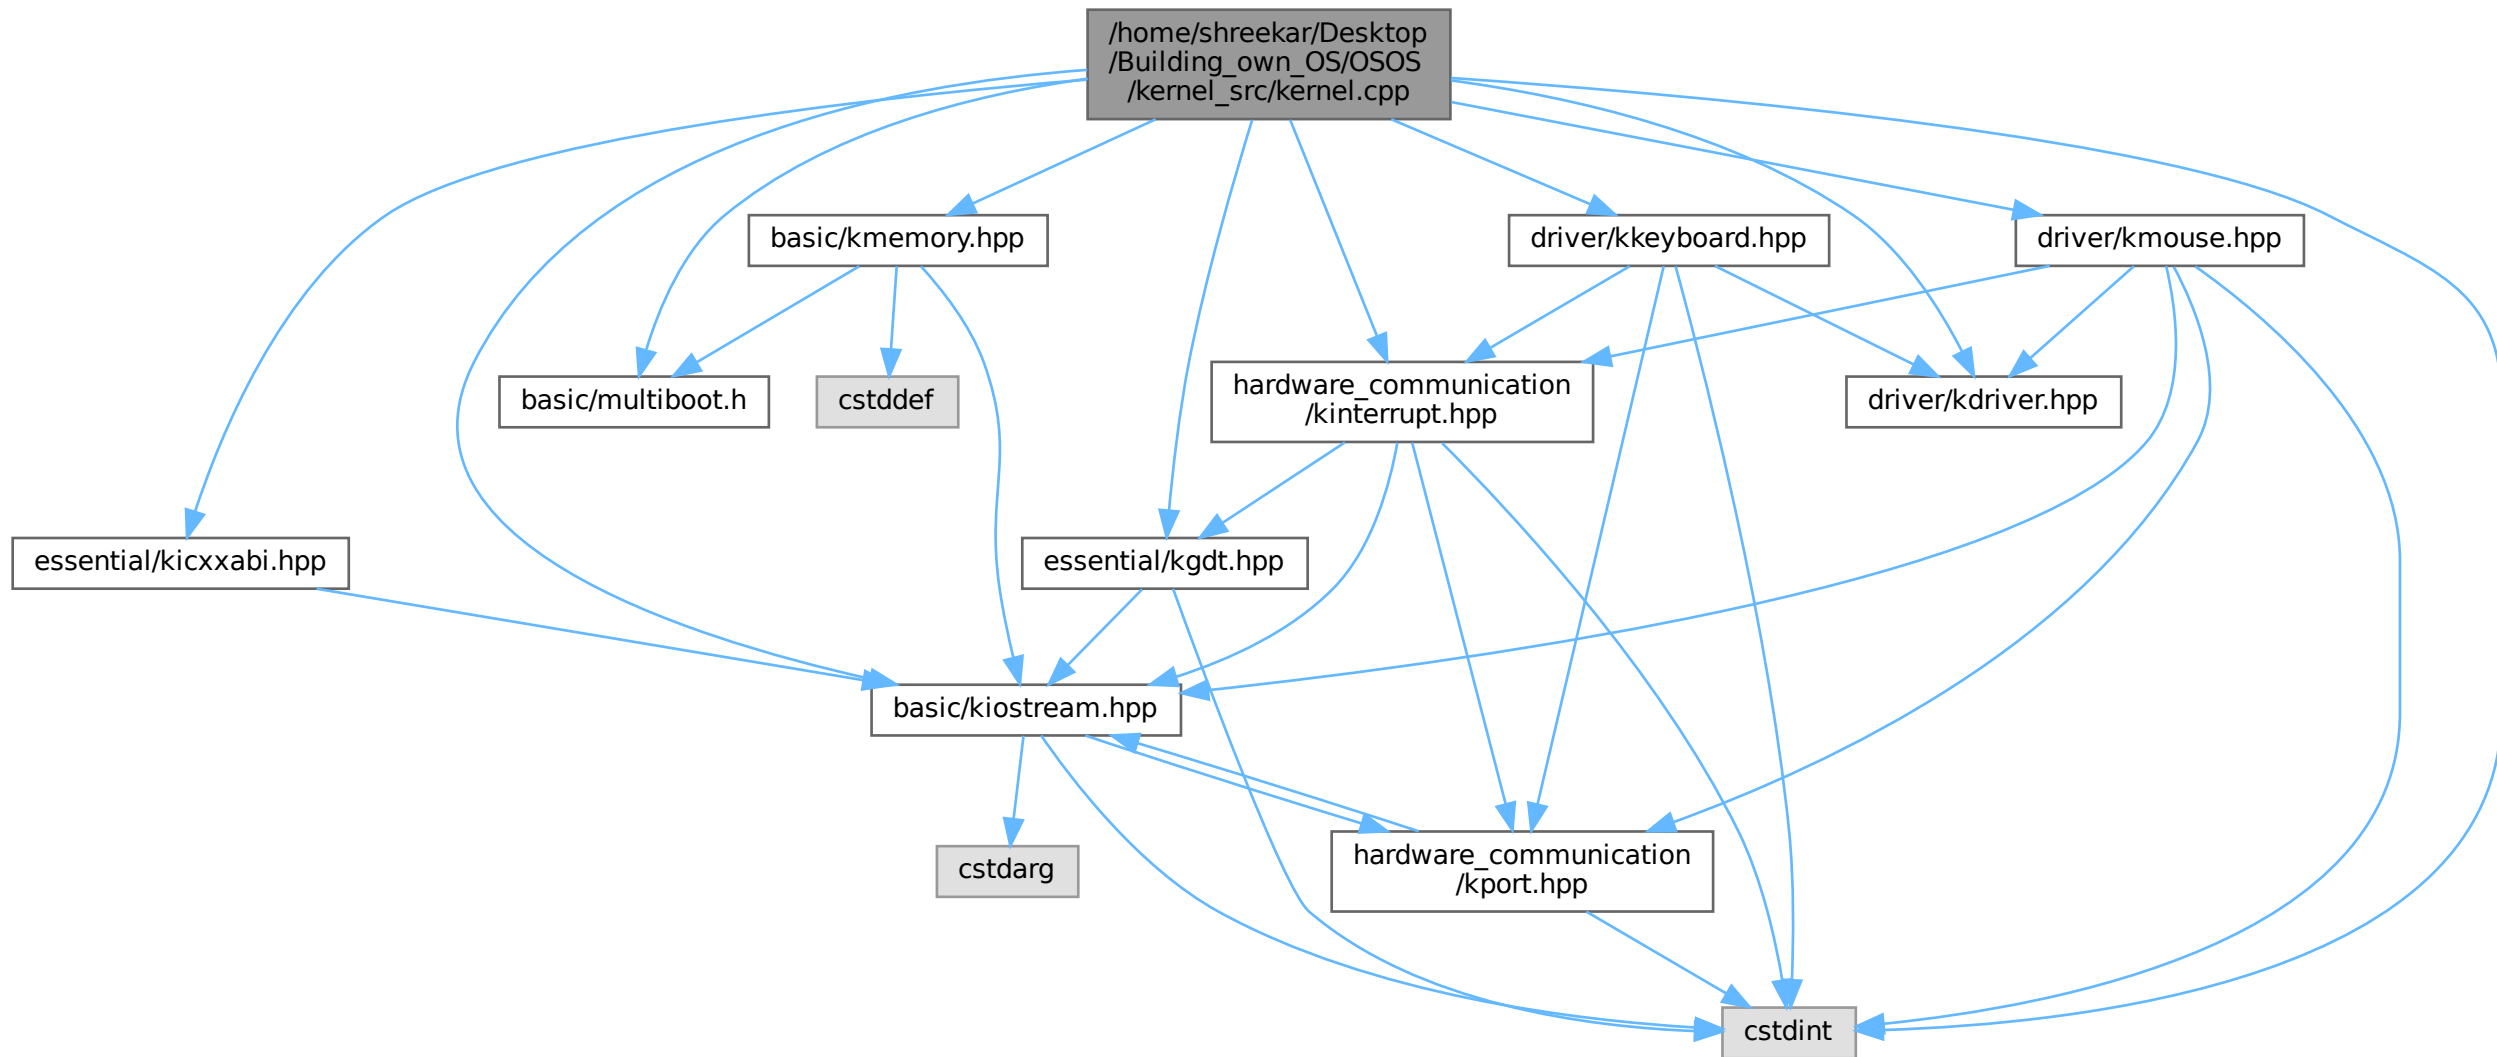 /home/shreekar/Desktop
/Building_own_OS/OSOS
/kernel_src/kernel.cpp
basic/kmemory.hpp
driver/kkeyboard.hpp
driver/kmouse.hpp
hardware_communication
/kinterrupt.hpp
basic/multiboot.h
cstddef
driver/kdriver.hpp
essential/kicxxabi.hpp
essential/kgdt.hpp
basic/kiostream.hpp
cstdarg
hardware_communication
/kport.hpp
cstdint